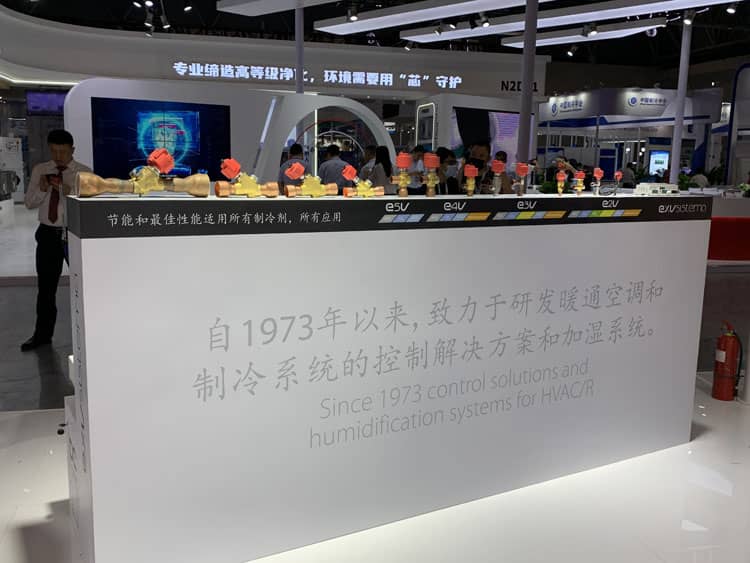 专业缔造高等级净化，环境需要用“芯”守护
节能和最佳性能适用所有制冷剂，所有应用
e5V
e4V
e3V
e2V
exvsistema
自1973年以来，致力于研发暖通空调和
制冷系统的控制解决方案和加湿系统。
Since 1973 control solutions and
humidification systems for HVAC/R